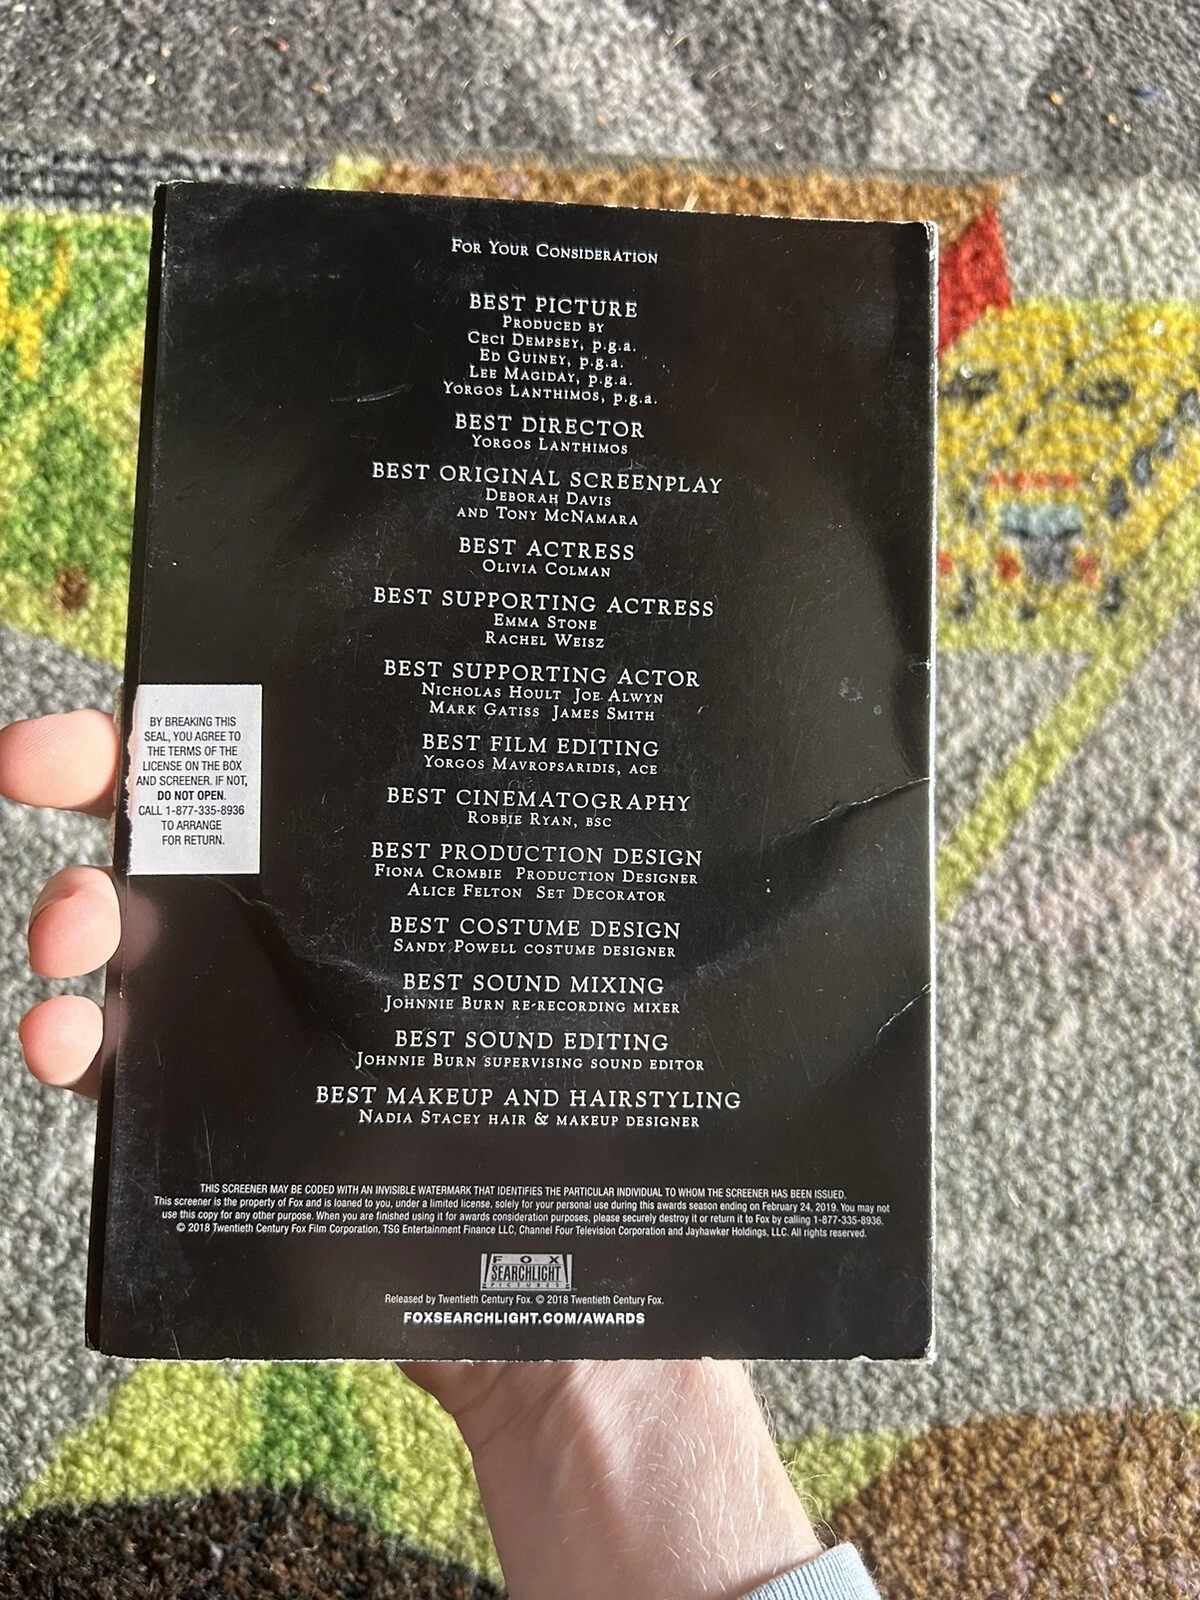 For Your Consideration
BEST PICTURE
Produced by
Ceci Dempsey, p.g.a.
Ed Guiney, p.g.a.
Lee Magiday, p.g.a.
Yorgos Lanthimos, p.g.a.
BEST DIRECTOR
Yorgos Lanthimos
BEST ORIGINAL SCREENPLAY
Deborah Davis
and Tony McNamara
BEST ACTRESS
Olivia Colman
BEST SUPPORTING ACTRESS
Emma Stone
Rachel Weisz
BEST SUPPORTING ACTOR
Nicholas Hoult Joe Alwyn
Mark Gatiss James Smith
BEST FILM EDITING
Yorgos Mavropsaridis, ACE
BEST CINEMATOGRAPHY
Robbie Ryan, BSC
BEST PRODUCTION DESIGN
Fiona Crombie Production Designer
Alice Felton Set Decorator
BEST COSTUME DESIGN
Sandy Powell costume designer
BEST SOUND MIXING
Johnnie Burn re-recording mixer
BEST SOUND EDITING
Johnnie Burn supervising sound editor
BEST MAKEUP AND HAIRSTYLING
Nadia Stacey hair & makeup designer
BY BREAKING THIS
SEAL, YOU AGREE TO
THE TERMS OF THE
LICENSE ON THE BOX
AND SCREENER. IF NOT,
DO NOT OPEN.
CALL 1-877-335-8936
TO ARRANGE
FOR RETURN.
THIS SCREENER MAY BE CODED WITH AN INVISIBLE WATERMARK THAT IDENTIFIES THE PARTICULAR INDIVIDUAL TO WHOM THE SCREENER HAS BEEN ISSUED.
This screener is the property of Fox and is loaned to you, under a limited license, solely for your personal use during this awards season ending on February 24, 2019. You may not
use this copy for any other purpose. When you are finished using it for awards consideration purposes, please securely destroy it or return it to Fox by calling 1-877-335-8936.
© 2018 Twentieth Century Fox Film Corporation, TSG Entertainment Finance LLC, Channel Four Television Corporation and Jayhawker Holdings, LLC. All rights reserved.
FOX
SEARCHLIGHT
PICTURES
Released by Twentieth Century Fox. © 2018 Twentieth Century Fox.
FOXSEARCHLIGHT.COM/AWARDS